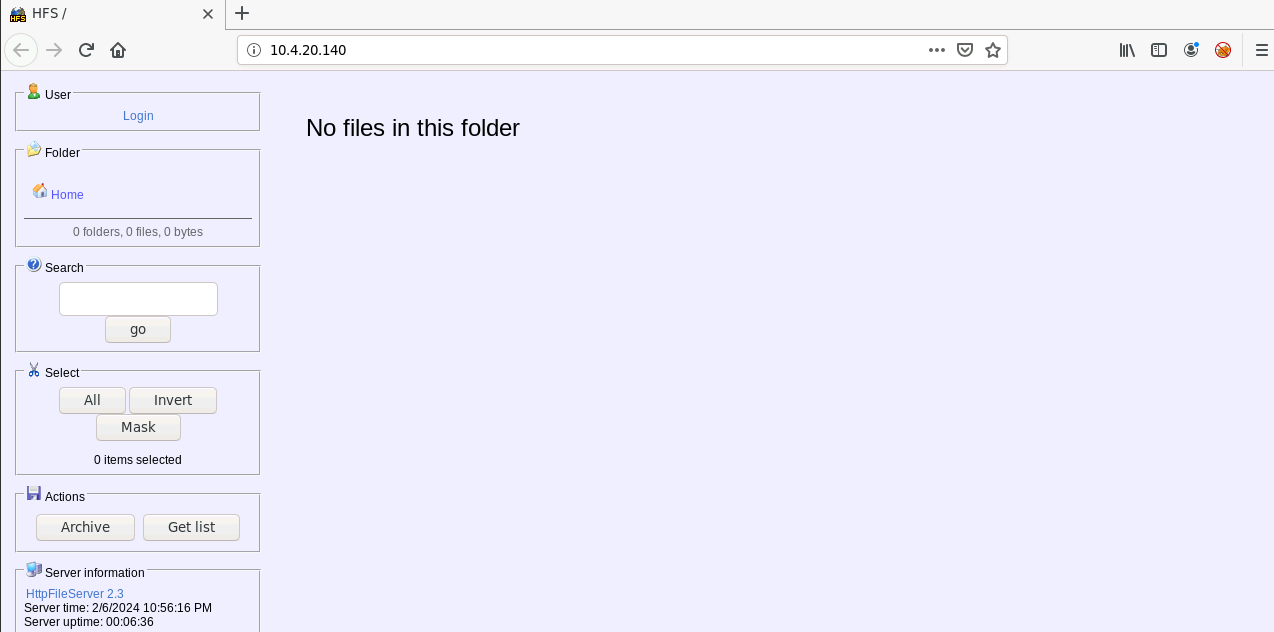 HFS /
10.4.20.140
User
Login
Folder
Home
0 folders, 0 files, 0 bytes
Search
go
Select
All Invert
Mask
0 items selected
Actions
Archive Get list
Server information
HttpFileServer 2.3
Server time: 2/6/2024 10:56:16 PM
Server uptime: 00:06:36
No files in this folder